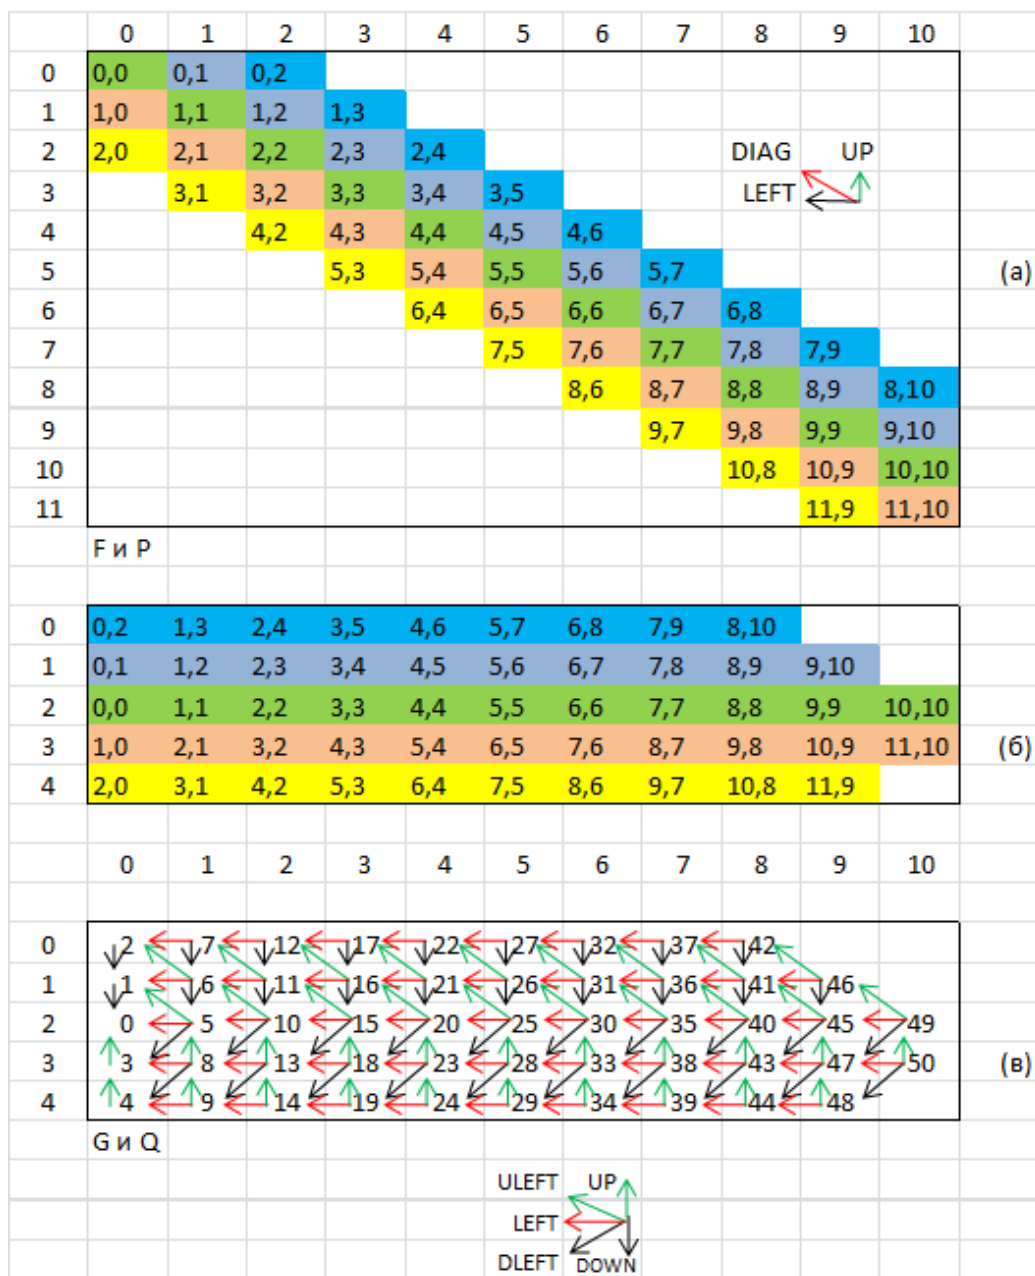 0 1 2 3 4 5 6 7 8 9 10
0 0,0 0,1 0,2
1 1,0 1,1 1,2 1,3
2 2,0 2,1 2,2 2,3 2,4 DIAG UP
3 3,1 3,2 3,3 3,4 3,5 LEFT
4 4,2 4,3 4,4 4,5 4,6
5 5,3 5,4 5,5 5,6 5,7 (а)
6 6,4 6,5 6,6 6,7 6,8
7 7,5 7,6 7,7 7,8 7,9
8 8,6 8,7 8,8 8,9 8,10
9 9,7 9,8 9,9 9,10
10 10,8 10,9 10,10
11 11,9 11,10
F и P
0 0,2 1,3 2,4 3,5 4,6 5,7 6,8 7,9 8,10
1 0,1 1,2 2,3 3,4 4,5 5,6 6,7 7,8 8,9 9,10
2 0,0 1,1 2,2 3,3 4,4 5,5 6,6 7,7 8,8 9,9 10,10
3 1,0 2,1 3,2 4,3 5,4 6,5 7,6 8,7 9,8 10,9 11,10 (б)
4 2,0 3,1 4,2 5,3 6,4 7,5 8,6 9,7 10,8 11,9
0 1 2 3 4 5 6 7 8 9 10
0 2 7 12 17 22 27 32 37 42
1 1 6 11 16 21 26 31 36 41 46
2 0 5 10 15 20 25 30 35 40 45 49
3 3 8 13 18 23 28 33 38 43 47 50 (в)
4 4 9 14 19 24 29 34 39 44 48
G и Q
ULEFT UP
LEFT
DLEFT DOWN